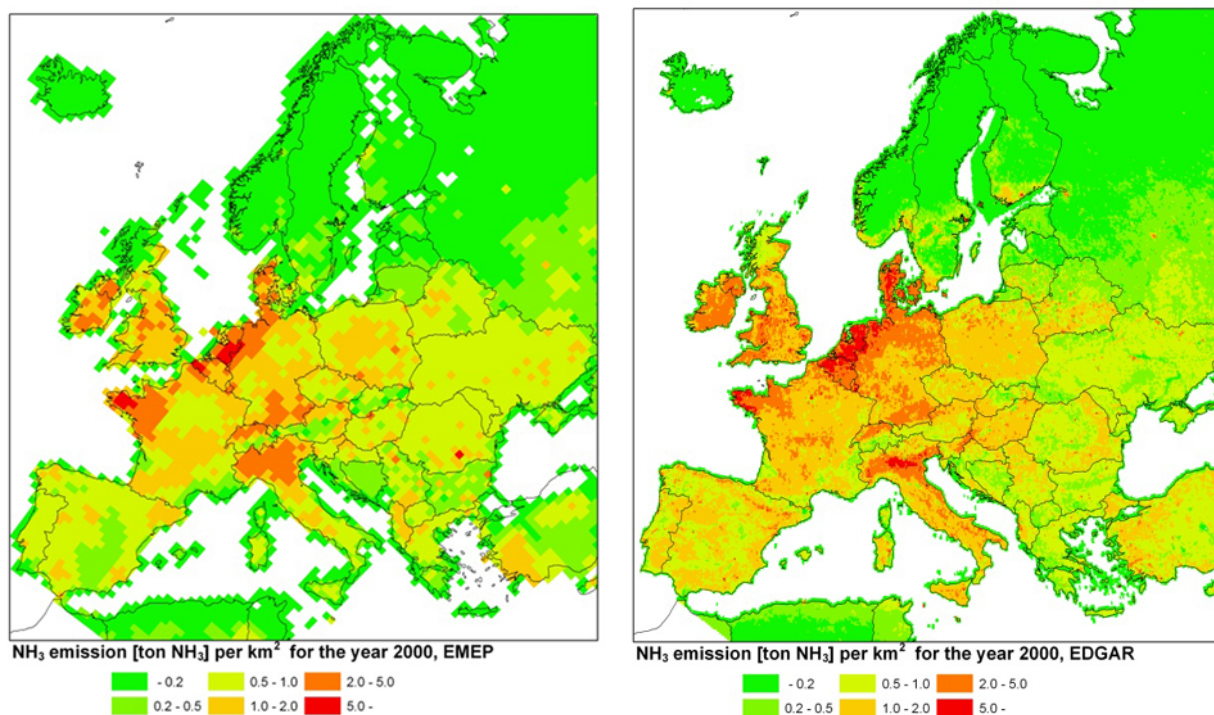 NH₃ emission [ton NH₃] per km² for the year 2000, EMEP
- 0.2 0.5 - 1.0 2.0 - 5.0
0.2 - 0.5 1.0 - 2.0 5.0 -
NH₃ emission [ton NH₃] per km² for the year 2000, EDGAR
- 0.2 0.5 - 1.0 2.0 - 5.0
0.2 - 0.5 1.0 - 2.0 5.0 -